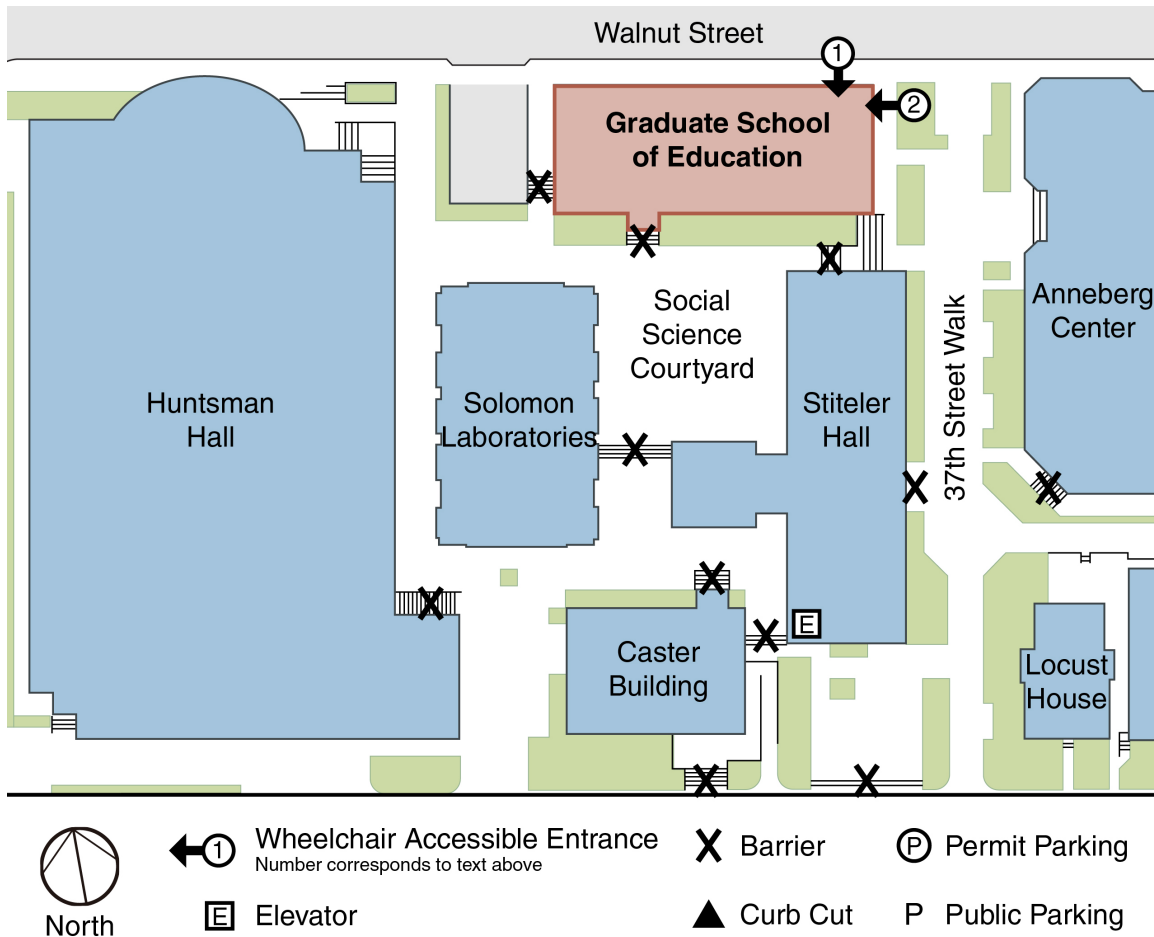 Walnut Street
1
2
Graduate School
of Education
Social
Science
Courtyard
Anneberg
Center
37th Street Walk
Huntsman
Hall
Solomon
Laboratories
Stiteler
Hall
E
Caster
Building
Locust
House
North
1
Wheelchair Accessible Entrance
Number corresponds to text above
E
Elevator
Barrier
Curb Cut
P
Permit Parking
P
Public Parking